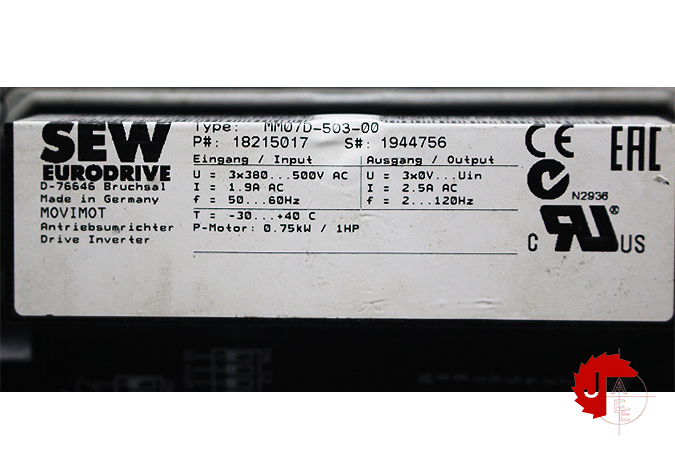 SEW
EURODRIVE
D-76646 Bruchsal
Made in Germany
MOVIMOT
Antriebsumrichter
Drive Inverter
Type: MM07D-503-00
P#: 18215017 S#: 1944756
Eingang / Input
U = 3x380...500V AC
I = 1.9A AC
f = 50...60Hz
T = -30...+40 C
P-Motor: 0.75kW / 1HP
Ausgang / Output
U = 3x0V...Uin
I = 2.5A AC
f = 2...120Hz
CE
EAC
N2936
C RU ® US
J